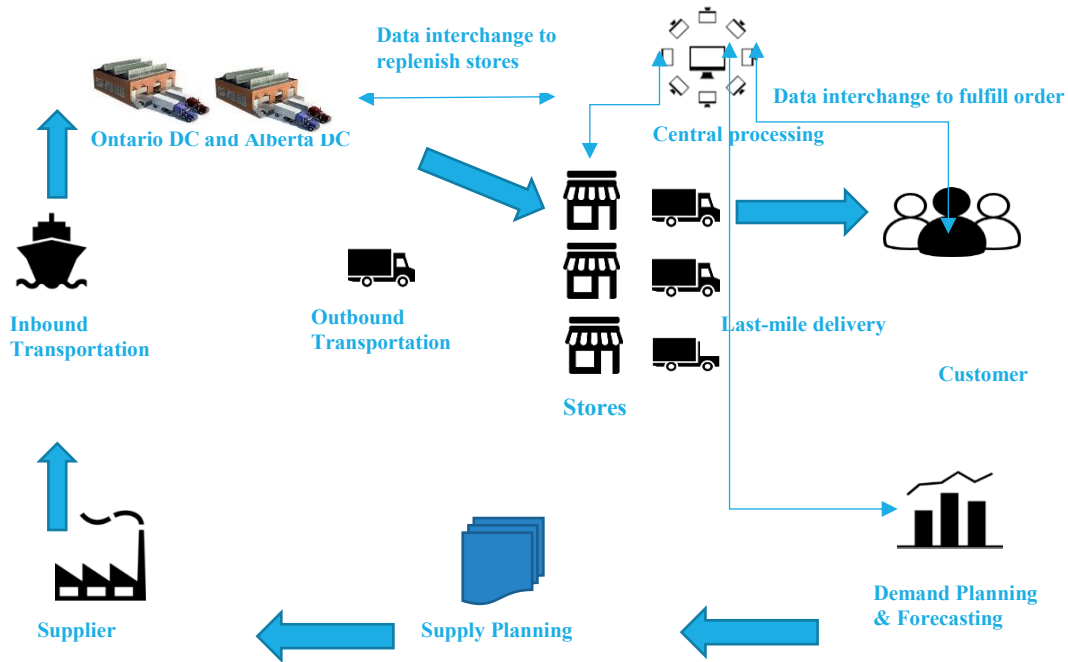 Data interchange to
replenish stores
Data interchange to fulfill order
Ontario DC and Alberta DC
Central processing
Inbound
Transportation
Outbound
Transportation
Last-mile delivery
Customer
Stores
Supplier
Supply Planning
Demand Planning
& Forecasting